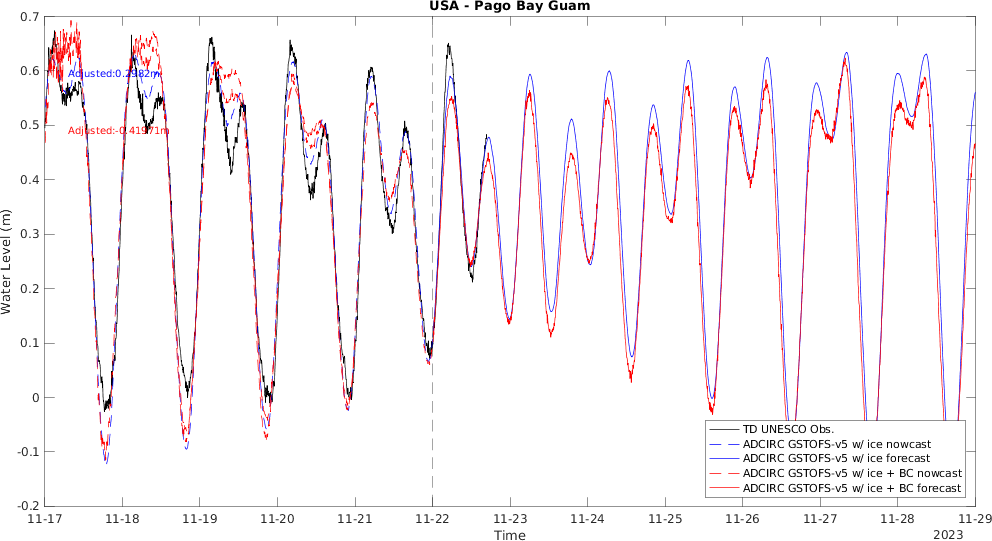 USA - Pago Bay Guam
Water Level (m)
0.7
0.6
0.5
0.4
0.3
0.2
0.1
0
-0.1
-0.2
Adjusted:0.2982m
Adjusted:-0.41971m
TD UNESCO Obs.
ADCIRC GSTOFS-v5 w/ ice nowcast
ADCIRC GSTOFS-v5 w/ ice forecast
ADCIRC GSTOFS-v5 w/ ice + BC nowcast
ADCIRC GSTOFS-v5 w/ ice + BC forecast
11-17 11-18 11-19 11-20 11-21 11-22 11-23 11-24 11-25 11-26 11-27 11-28 11-29
Time
2023